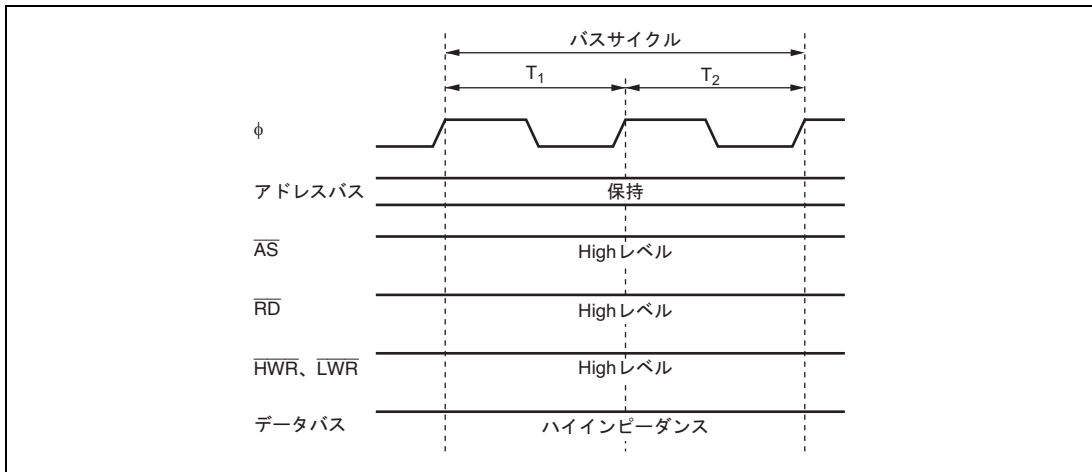 バスサイクル
T1 T2
φ
アドレスバス 保持
AS Highレベル
RD Highレベル
HWR、LWR Highレベル
データバス ハイインピーダンス